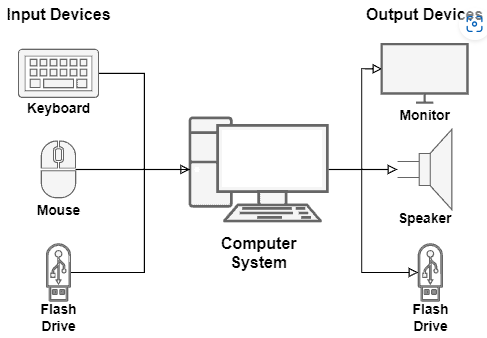 Input Devices
Output Devices
Keyboard
Monitor
Mouse
Speaker
Computer
System
Flash
Drive
Flash
Drive